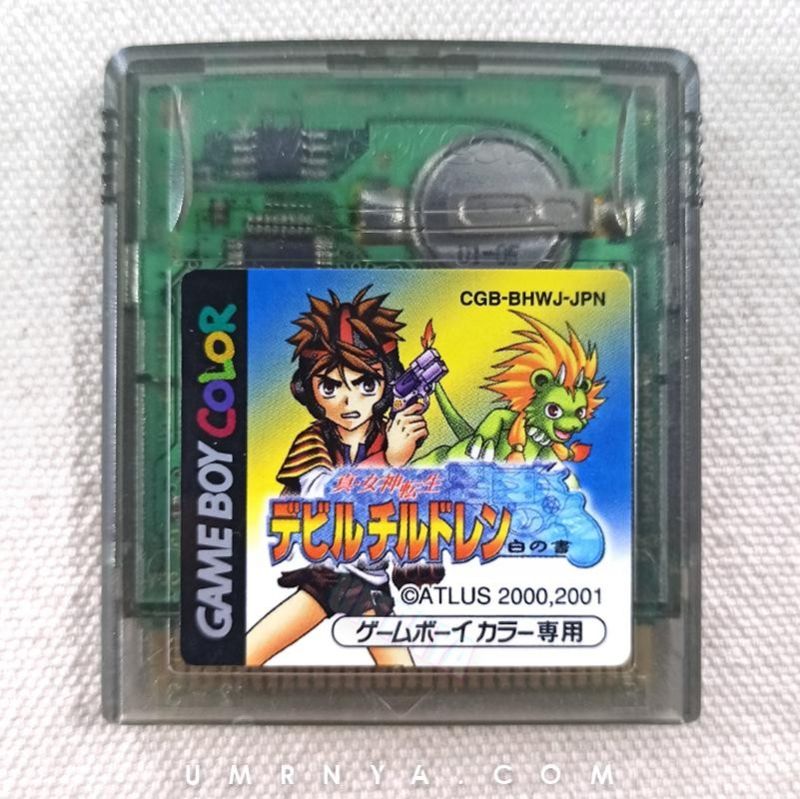 CGB-BHWJ-JPN
GAME BOY COLOR
真・女神転生
デビルチルドレン
白の書
©ATLUS 2000,2001
ゲームボーイカラー専用
UMRNYA.COM